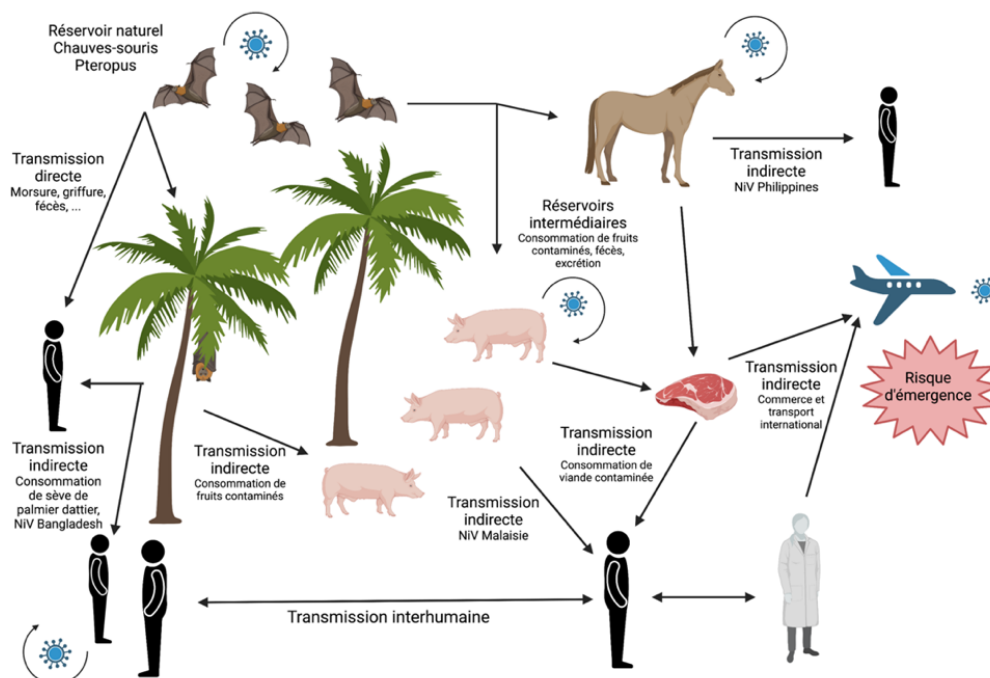 Réservoir naturel
Chauves-souris
Pteropus
Transmission
directe
Morsure, griffure,
fécès, ...
Transmission
indirecte
NiV Philippines
Réservoirs
intermédiaires
Consommation de fruits
contaminés, fécès,
excrétion
Risque
d'émergence
Transmission
indirecte
Commerce et
transport
international
Transmission
indirecte
Consommation
de sève de
palmier dattier,
NiV Bangladesh
Transmission
indirecte
Consommation de
fruits contaminés
Transmission
indirecte
Consommation de
viande contaminée
Transmission
indirecte
NiV Malaisie
Transmission interhumaine